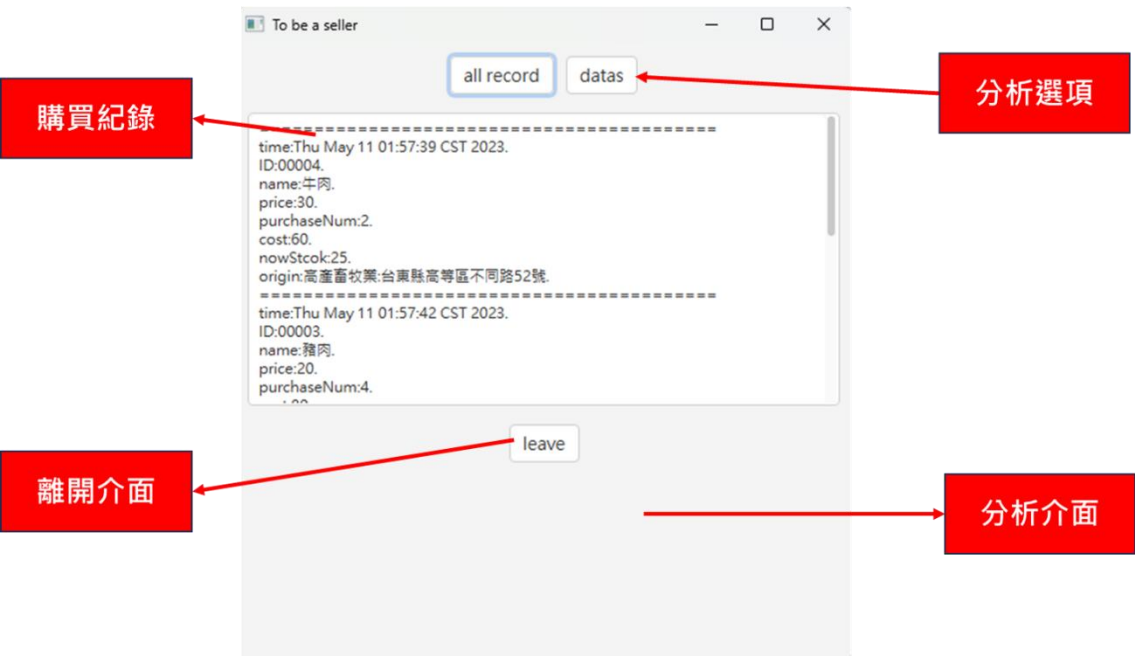 To be a seller
all record
datas
分析選項
購買紀錄
==========================================
time:Thu May 11 01:57:39 CST 2023.
ID:00004.
name:牛肉.
price:30.
purchaseNum:2.
cost:60.
nowStcok:25.
origin:高產畜牧業:台東縣高等區不同路52號.
==========================================
time:Thu May 11 01:57:42 CST 2023.
ID:00003.
name:豬肉.
price:20.
purchaseNum:4.
leave
離開介面
分析介面